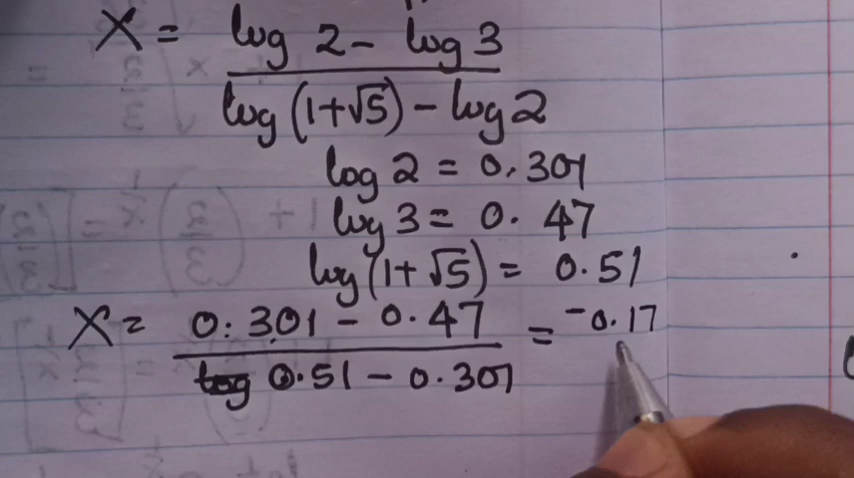 X = log 2 - log 3
log (1+√5) - log 2
log 2 = 0.301
log 3 = 0.47
log (1+√5) = 0.51
X = 0.301 - 0.47 = -0.17
0.51 - 0.301